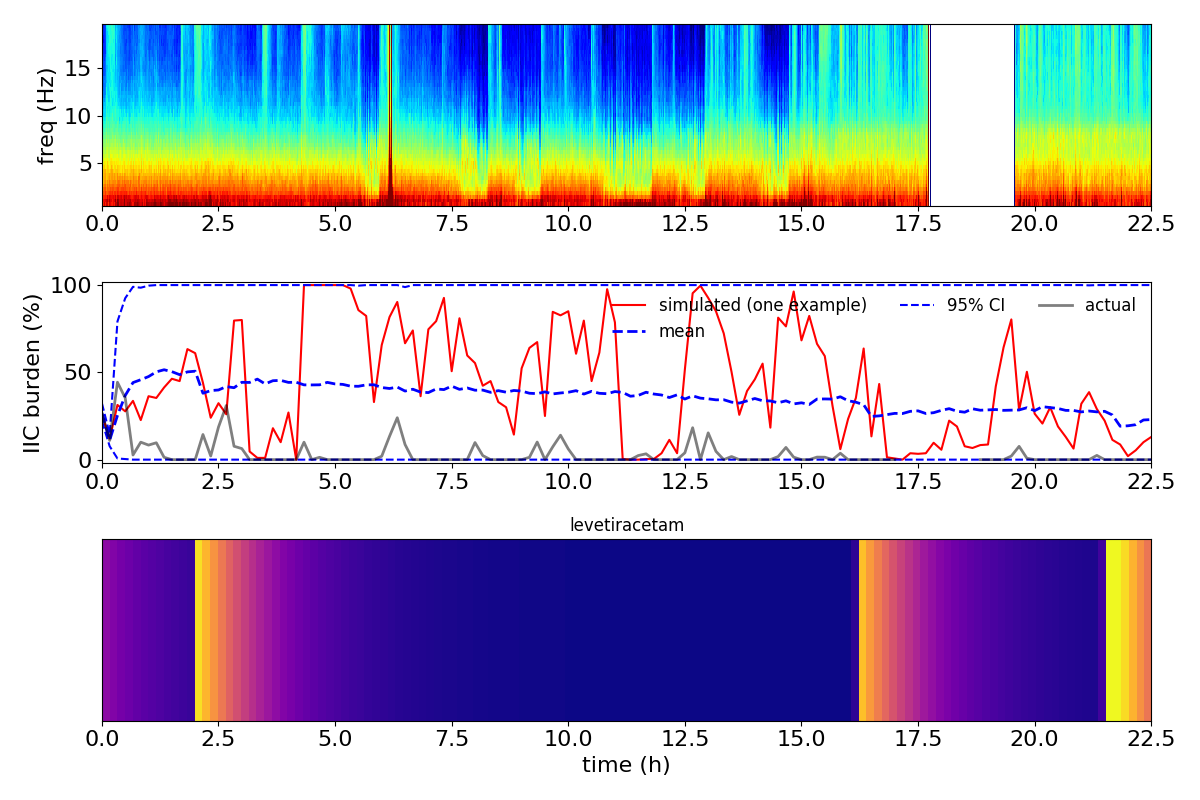 freq (Hz)
15
10
5
0.0 2.5 5.0 7.5 10.0 12.5 15.0 17.5 20.0 22.5
IIC burden (%)
100
50
0
simulated (one example)
mean
95% CI
actual
0.0 2.5 5.0 7.5 10.0 12.5 15.0 17.5 20.0 22.5
levetiracetam
0.0 2.5 5.0 7.5 10.0 12.5 15.0 17.5 20.0 22.5
time (h)